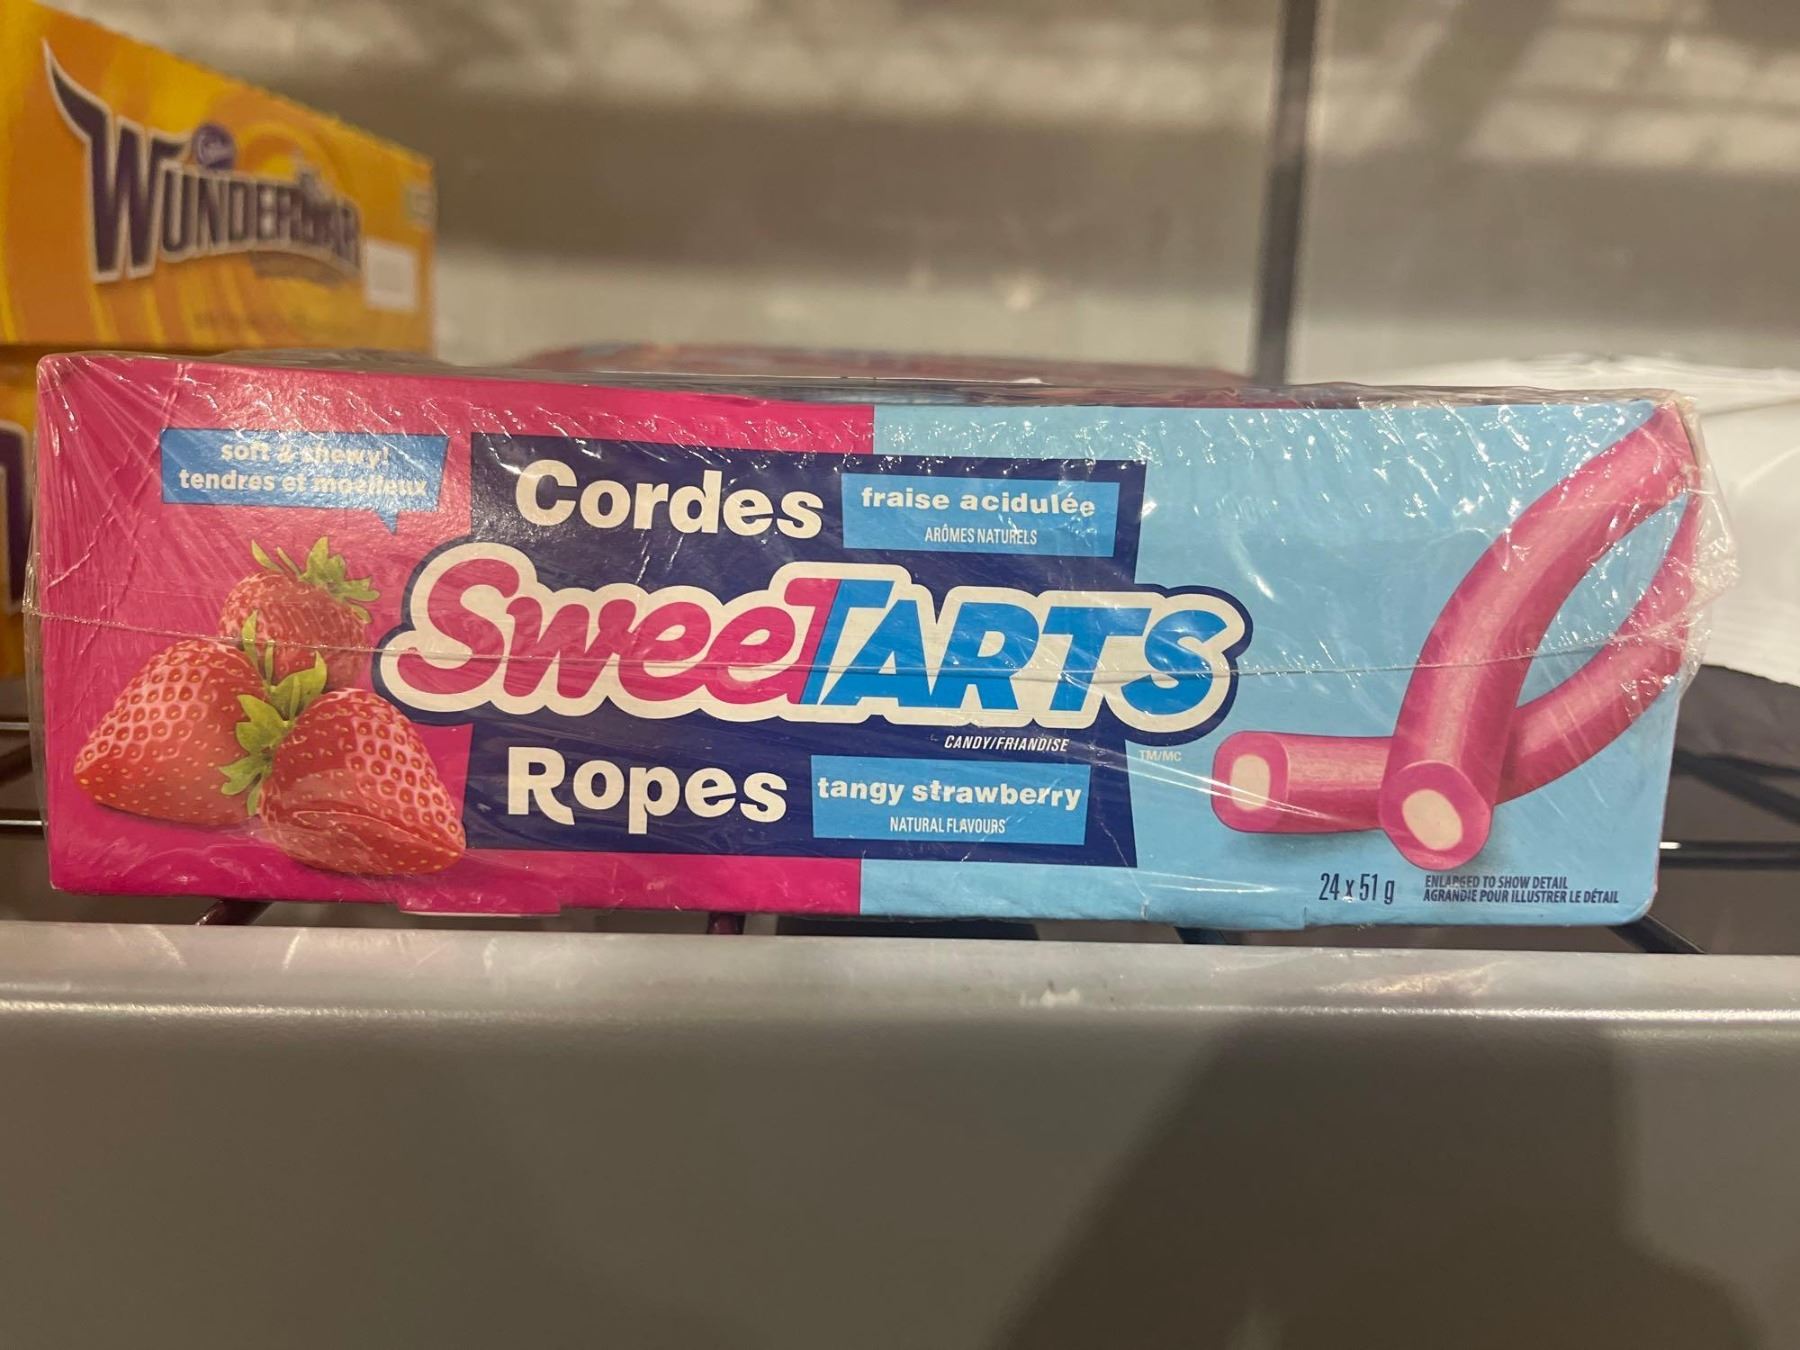 Cadbury
WUNDERBAR
soft & chewy!
tendres et moelleux
Cordes
fraise acidulée
ARÔMES NATURELS
SweeTARTS
CANDY/FRIANDISE
TM/MC
Ropes
tangy strawberry
NATURAL FLAVOURS
24 x 51 g
ENLARGED TO SHOW DETAIL
AGRANDIE POUR ILLUSTRER LE DÉTAIL